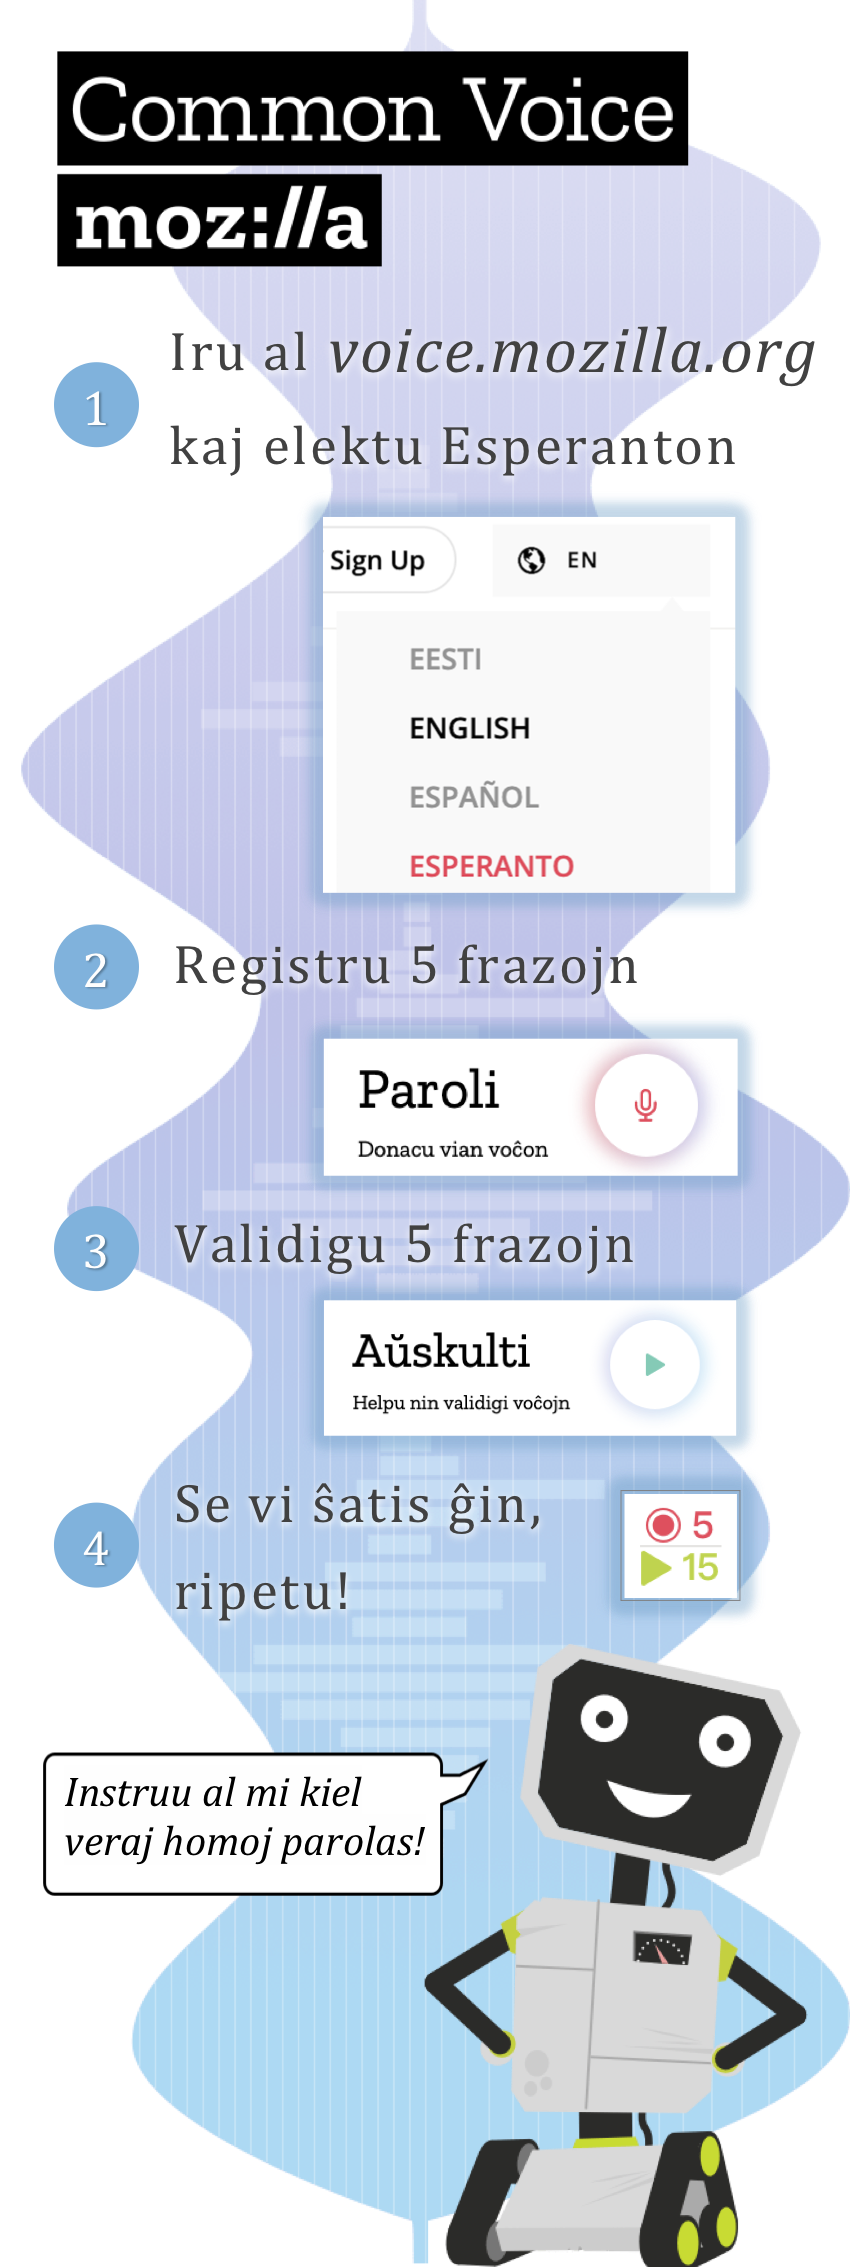 Common Voice
moz://a
1
Iru al voice.mozilla.org
kaj elektu Esperanton
Sign Up
EN
EESTI
ENGLISH
ESPAÑOL
ESPERANTO
2
Registru 5 frazojn
Paroli
Donacu vian voĉon
3
Validigu 5 frazojn
Aŭskulti
Helpu nin validigi voĉojn
4
Se vi ŝatis ĝin,
ripetu!
5
15
Instruu al mi kiel
veraj homoj parolas!